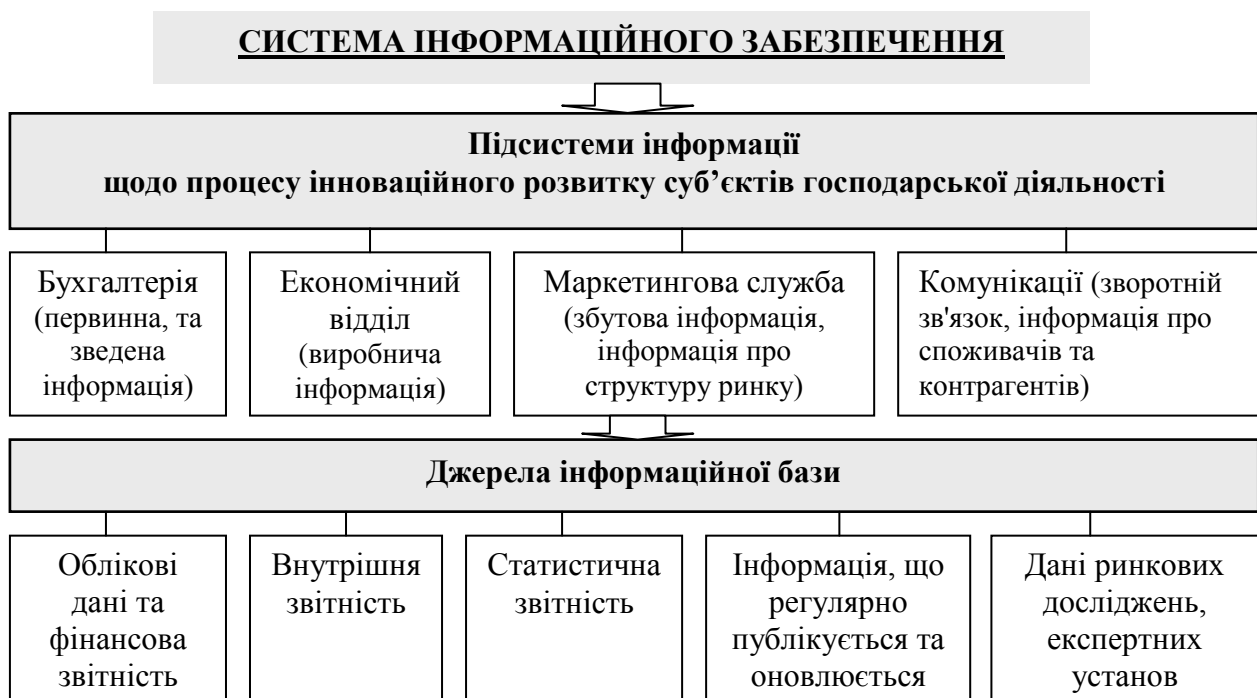 СИСТЕМА ІНФОРМАЦІЙНОГО ЗАБЕЗПЕЧЕННЯ
Підсистеми інформації
щодо процесу інноваційного розвитку суб’єктів господарської діяльності
Бухгалтерія
(первинна, та
зведена
інформація)
Економічний
відділ
(виробнича
інформація)
Маркетингова служба
(збутова інформація,
інформація про
структуру ринку)
Комунікації (зворотній
зв'язок, інформація про
споживачів та
контрагентів)
Джерела інформаційної бази
Облікові
дані та
фінансова
звітність
Внутрішня
звітність
Статистична
звітність
Інформація, що
регулярно
публікується та
оновлюється
Дані ринкових
досліджень,
експертних
установ